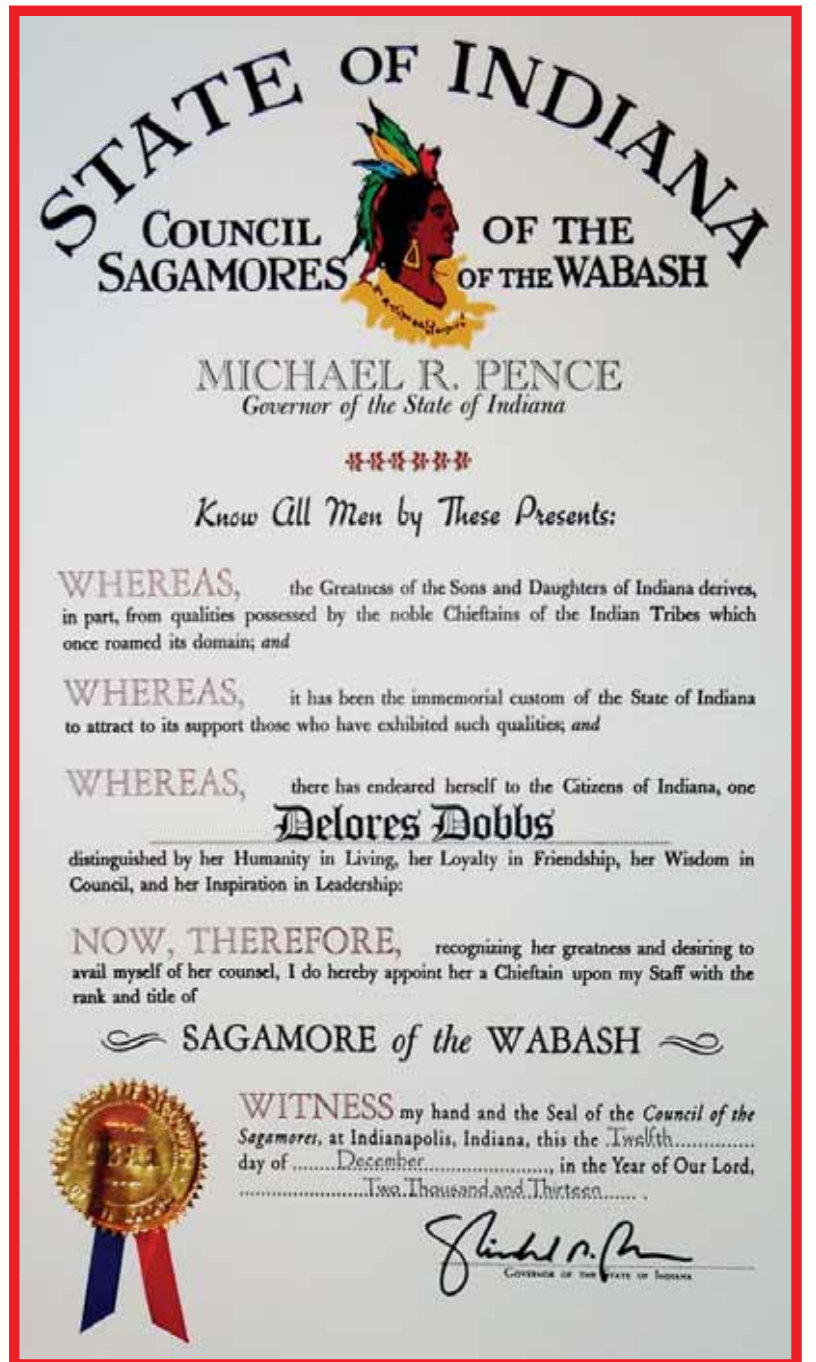 STATE OF INDIANA
COUNCIL OF THE
SAGAMORES OF THE WABASH
MICHAEL R. PENCE
Governor of the State of Indiana
Know All Men by These Presents:
WHEREAS, the Greatness of the Sons and Daughters of Indiana derives,
in part, from qualities possessed by the noble Chieftains of the Indian Tribes which
once roamed its domain; and
WHEREAS, it has been the immemorial custom of the State of Indiana
to attract to its support those who have exhibited such qualities; and
WHEREAS, there has endeared herself to the Citizens of Indiana, one
Delores Dobbs
distinguished by her Humanity in Living, her Loyalty in Friendship, her Wisdom in
Council, and her Inspiration in Leadership:
NOW, THEREFORE, recognizing her greatness and desiring to
avail myself of her counsel, I do hereby appoint her a Chieftain upon my Staff with the
rank and title of
SAGAMORE of the WABASH
WITNESS my hand and the Seal of the Council of the
Sagamores, at Indianapolis, Indiana, this the Twelfth
day of December, in the Year of Our Lord,
Two Thousand and Thirteen.
GOVERNOR OF THE STATE OF INDIANA